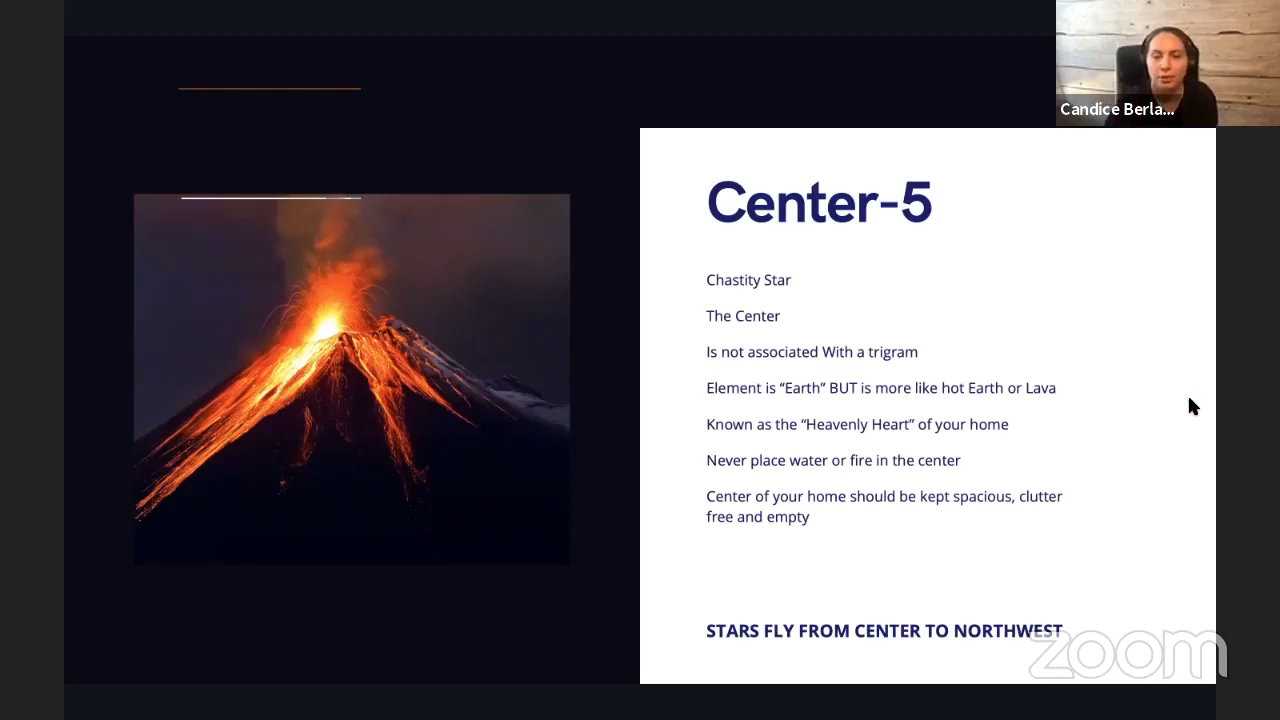 Candice Berla...
Center-5
Chastity Star
The Center
Is not associated With a trigram
Element is “Earth” BUT is more like hot Earth or Lava
Known as the “Heavenly Heart” of your home
Never place water or fire in the center
Center of your home should be kept spacious, clutter
free and empty
STARS FLY FROM CENTER TO NORTHWEST
zoom